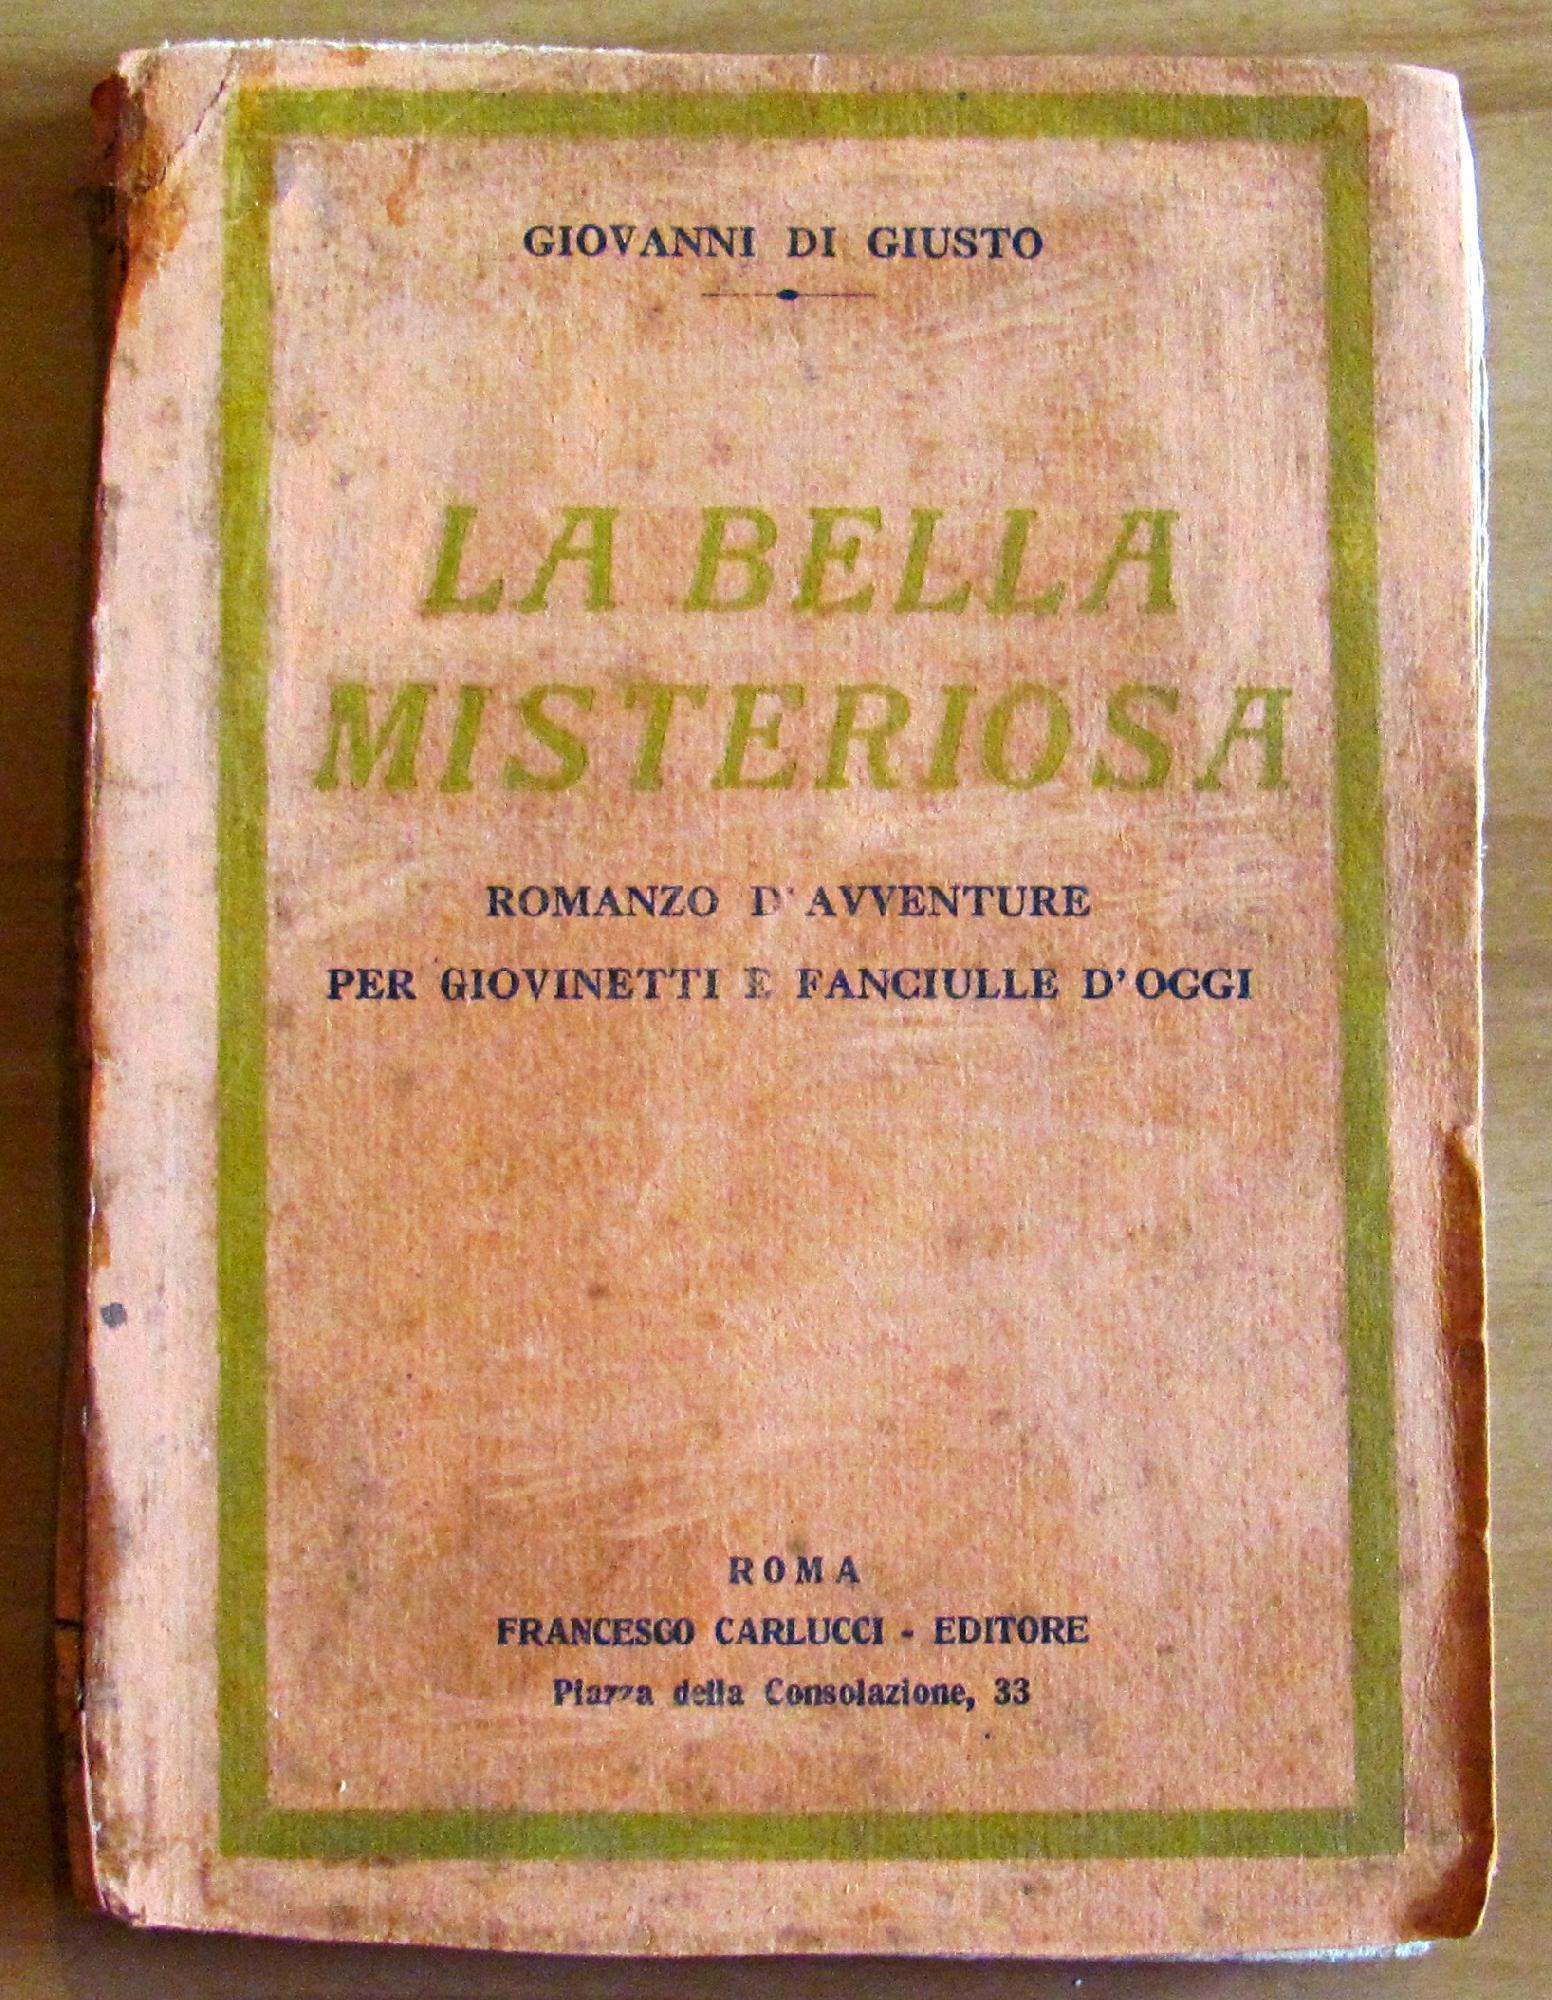 GIOVANNI DI GIUSTO
LA BELLA
MISTERIOSA
ROMANZO D'AVVENTURE
PER GIOVINETTI E FANCIULLE D'OGGI
ROMA
FRANCESCO CARLUCCI - EDITORE
Piazza della Consolazione, 33